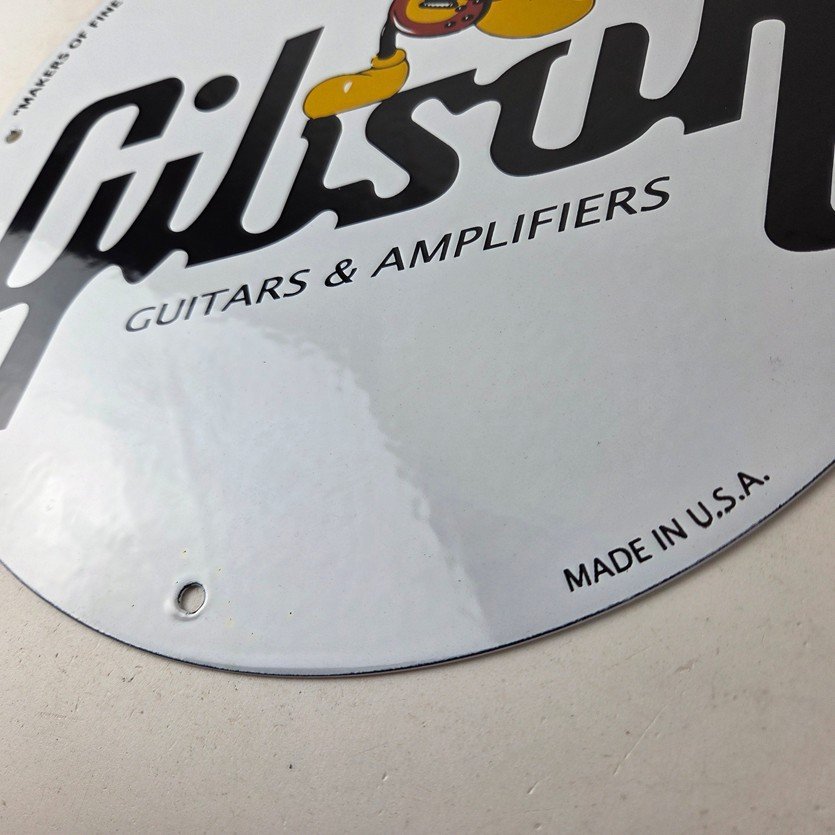 "MAKERS OF FINE
Gibson
GUITARS & AMPLIFIERS
MADE IN U.S.A.